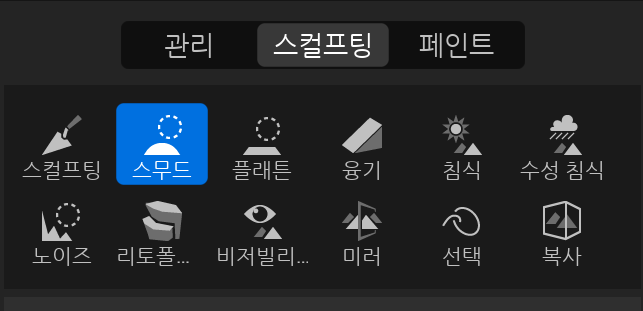 관리 스컬프팅 페인트
스컬프팅 스무드 플래튼 융기 침식 수성 침식
노이즈 리토폴... 비저빌리... 미러 선택 복사